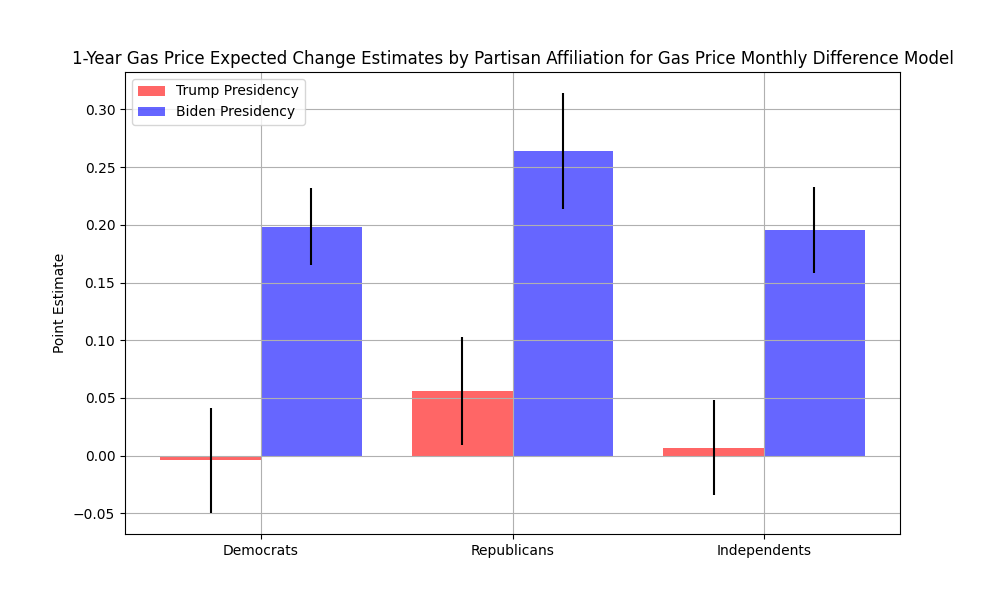 1-Year Gas Price Expected Change Estimates by Partisan Affiliation for Gas Price Monthly Difference Model
Trump Presidency
Biden Presidency
0.30
0.25
0.20
0.15
0.10
0.05
0.00
−0.05
Point Estimate
Democrats Republicans Independents